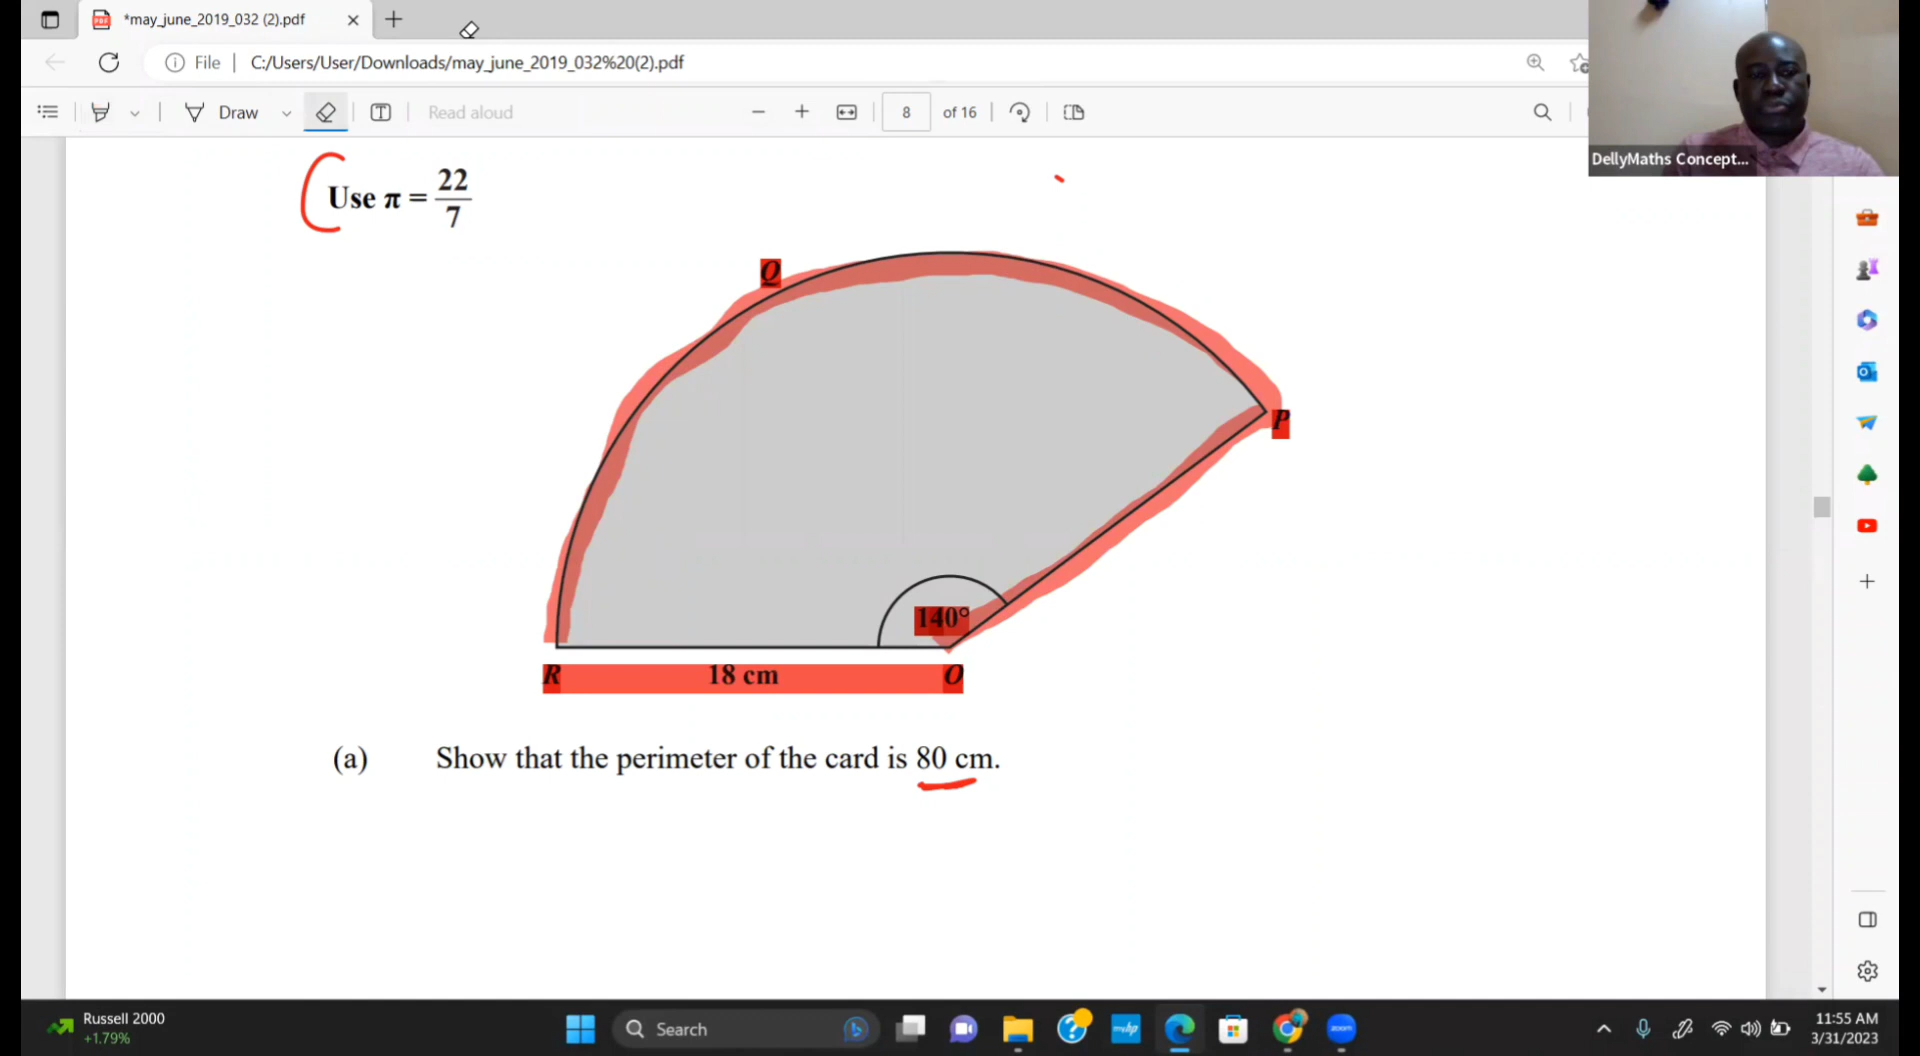 *may_june_2019_032 (2).pdf
File
C:/Users/User/Downloads/may_june_2019_032%20(2).pdf
Draw
Read aloud
8 of 16
DellyMaths Concept...
Use π = 22/7
Q
P
140°
R 18 cm O
(a) Show that the perimeter of the card is 80 cm.
Russell 2000
+1.79%
Search
myhp
zoom
11:55 AM
3/31/2023